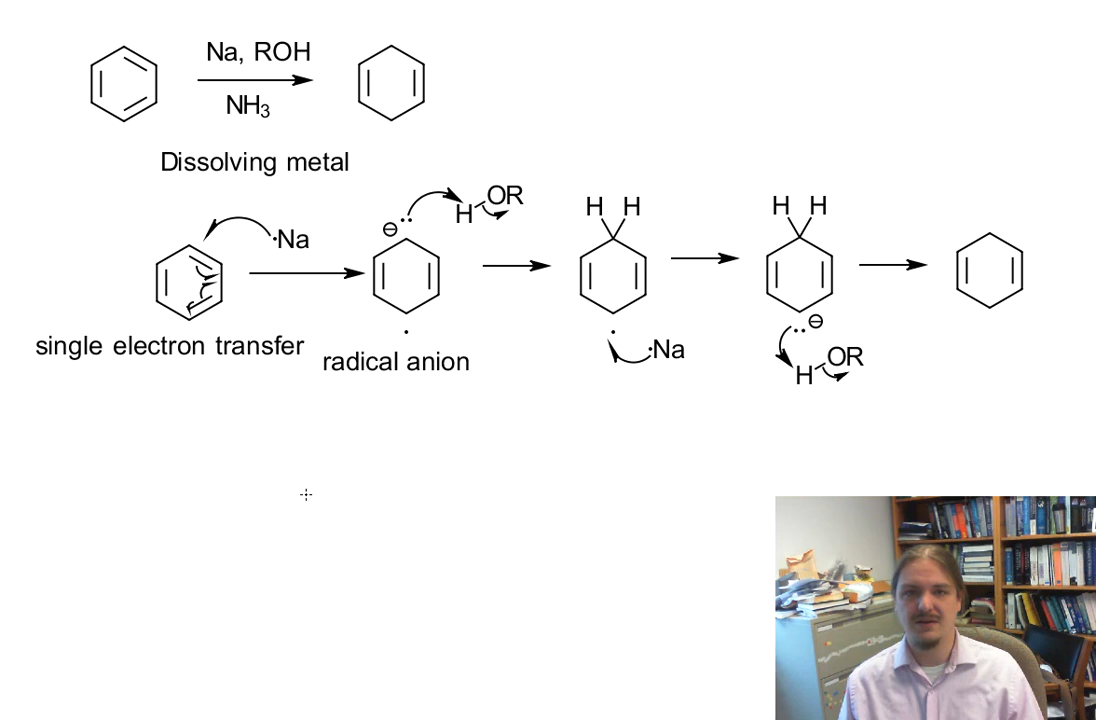 Na, ROH
NH3
Dissolving metal
·Na
single electron transfer
⊖
··
H
OR
·
radical anion
H H
·
·Na
H H
··
⊖
H
OR